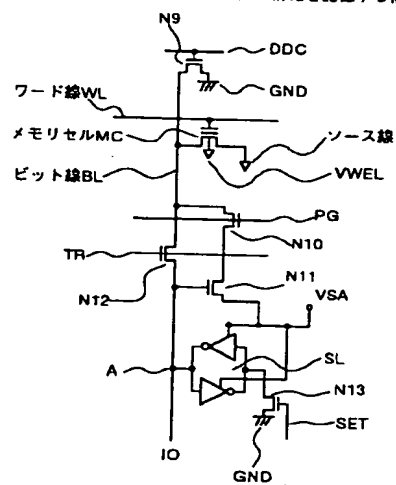 N9
DDC
GND
ワード線WL
メモリセルMC
ソース線
ビット線BL
VWEL
PG
N10
TR
N11
N12
VSA
A
SL
N13
SET
IO
GND